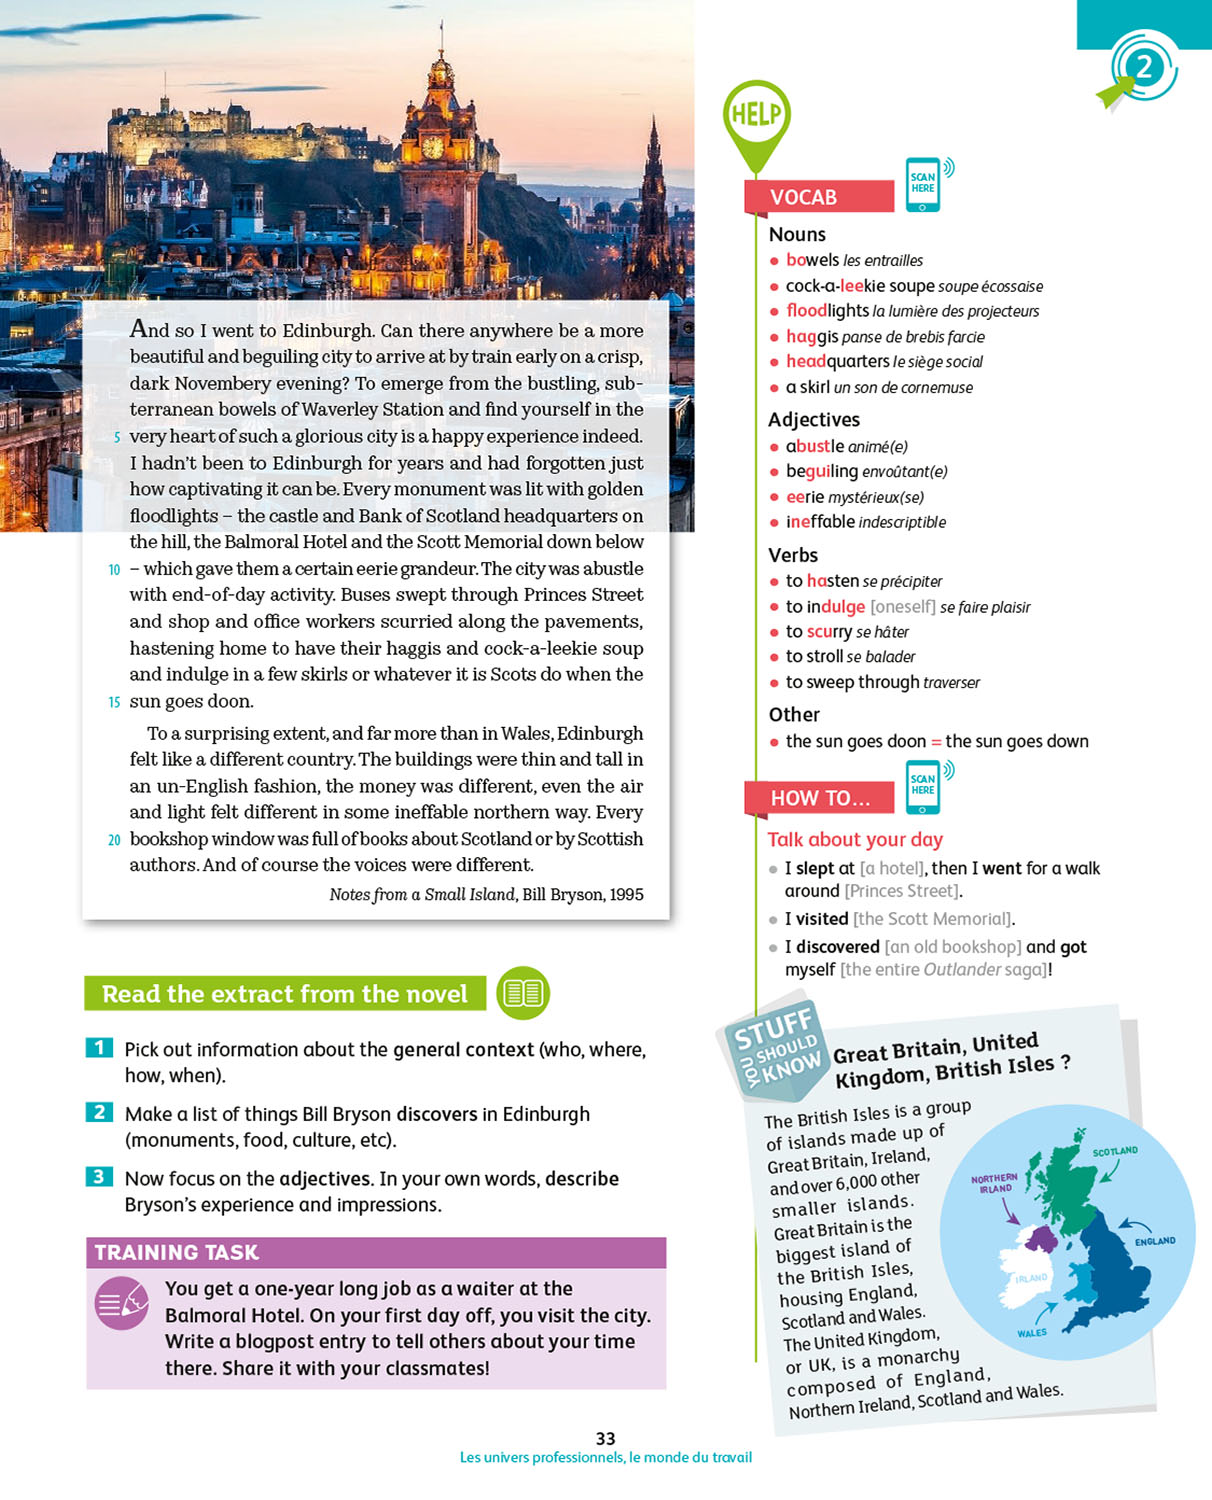 2
And so I went to Edinburgh. Can there anywhere be a more
beautiful and beguiling city to arrive at by train early on a crisp,
dark Novembery evening? To emerge from the bustling, sub-
terranean bowels of Waverley Station and find yourself in the
5 very heart of such a glorious city is a happy experience indeed.
I hadn't been to Edinburgh for years and had forgotten just
how captivating it can be. Every monument was lit with golden
floodlights – the castle and Bank of Scotland headquarters on
the hill, the Balmoral Hotel and the Scott Memorial down below
10 – which gave them a certain eerie grandeur. The city was abustle
with end-of-day activity. Buses swept through Princes Street
and shop and office workers scurried along the pavements,
hastening home to have their haggis and cock-a-leekie soup
and indulge in a few skirls or whatever it is Scots do when the
15 sun goes doon.
To a surprising extent, and far more than in Wales, Edinburgh
felt like a different country. The buildings were thin and tall in
an un-English fashion, the money was different, even the air
and light felt different in some ineffable northern way. Every
20 bookshop window was full of books about Scotland or by Scottish
authors. And of course the voices were different.
Notes from a Small Island, Bill Bryson, 1995
Read the extract from the novel
1 Pick out information about the general context (who, where,
how, when).
2 Make a list of things Bill Bryson discovers in Edinburgh
(monuments, food, culture, etc).
3 Now focus on the adjectives. In your own words, describe
Bryson's experience and impressions.
TRAINING TASK
You get a one-year long job as a waiter at the
Balmoral Hotel. On your first day off, you visit the city.
Write a blogpost entry to tell others about your time
there. Share it with your classmates!
HELP
VOCAB
SCAN
HERE
Nouns
• bowels les entrailles
• cock-a-leekie soupe soupe écossaise
• floodlights la lumière des projecteurs
• haggis panse de brebis farcie
• headquarters le siège social
• a skirl un son de cornemuse
Adjectives
• abustle animé(e)
• beguiling envoûtant(e)
• eerie mystérieux(se)
• ineffable indescriptible
Verbs
• to hasten se précipiter
• to indulge [oneself] se faire plaisir
• to scurry se hâter
• to stroll se balader
• to sweep through traverser
Other
• the sun goes doon = the sun goes down
HOW TO...
SCAN
HERE
Talk about your day
• I slept at [a hotel], then I went for a walk
around [Princes Street].
• I visited [the Scott Memorial].
• I discovered [an old bookshop] and got
myself [the entire Outlander saga]!
STUFF
YOU SHOULD
KNOW
Great Britain, United
Kingdom, British Isles ?
The British Isles is a group
of islands made up of
Great Britain, Ireland,
and over 6,000 other
smaller islands.
Great Britain is the
biggest island of
the British Isles,
housing England,
Scotland and Wales.
The United Kingdom,
or UK, is a monarchy
composed of England,
Northern Ireland, Scotland and Wales.
SCOTLAND
NORTHERN
IRLAND
ENGLAND
IRLAND
WALES
33
Les univers professionnels, le monde du travail